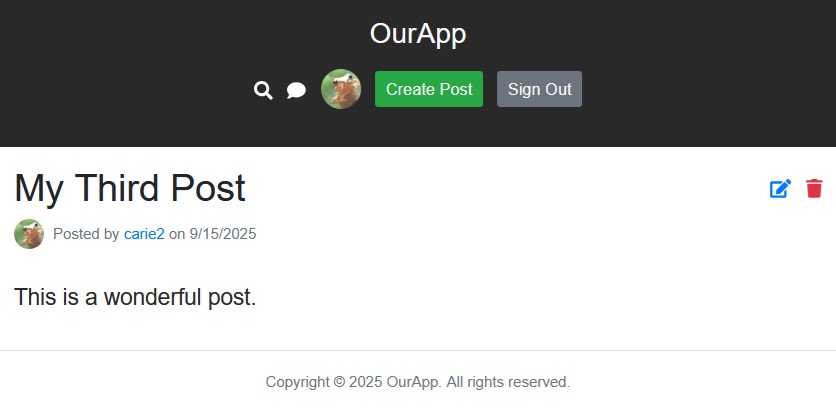 OurApp
Create Post Sign Out
My Third Post
Posted by carie2 on 9/15/2025
This is a wonderful post.
Copyright © 2025 OurApp. All rights reserved.